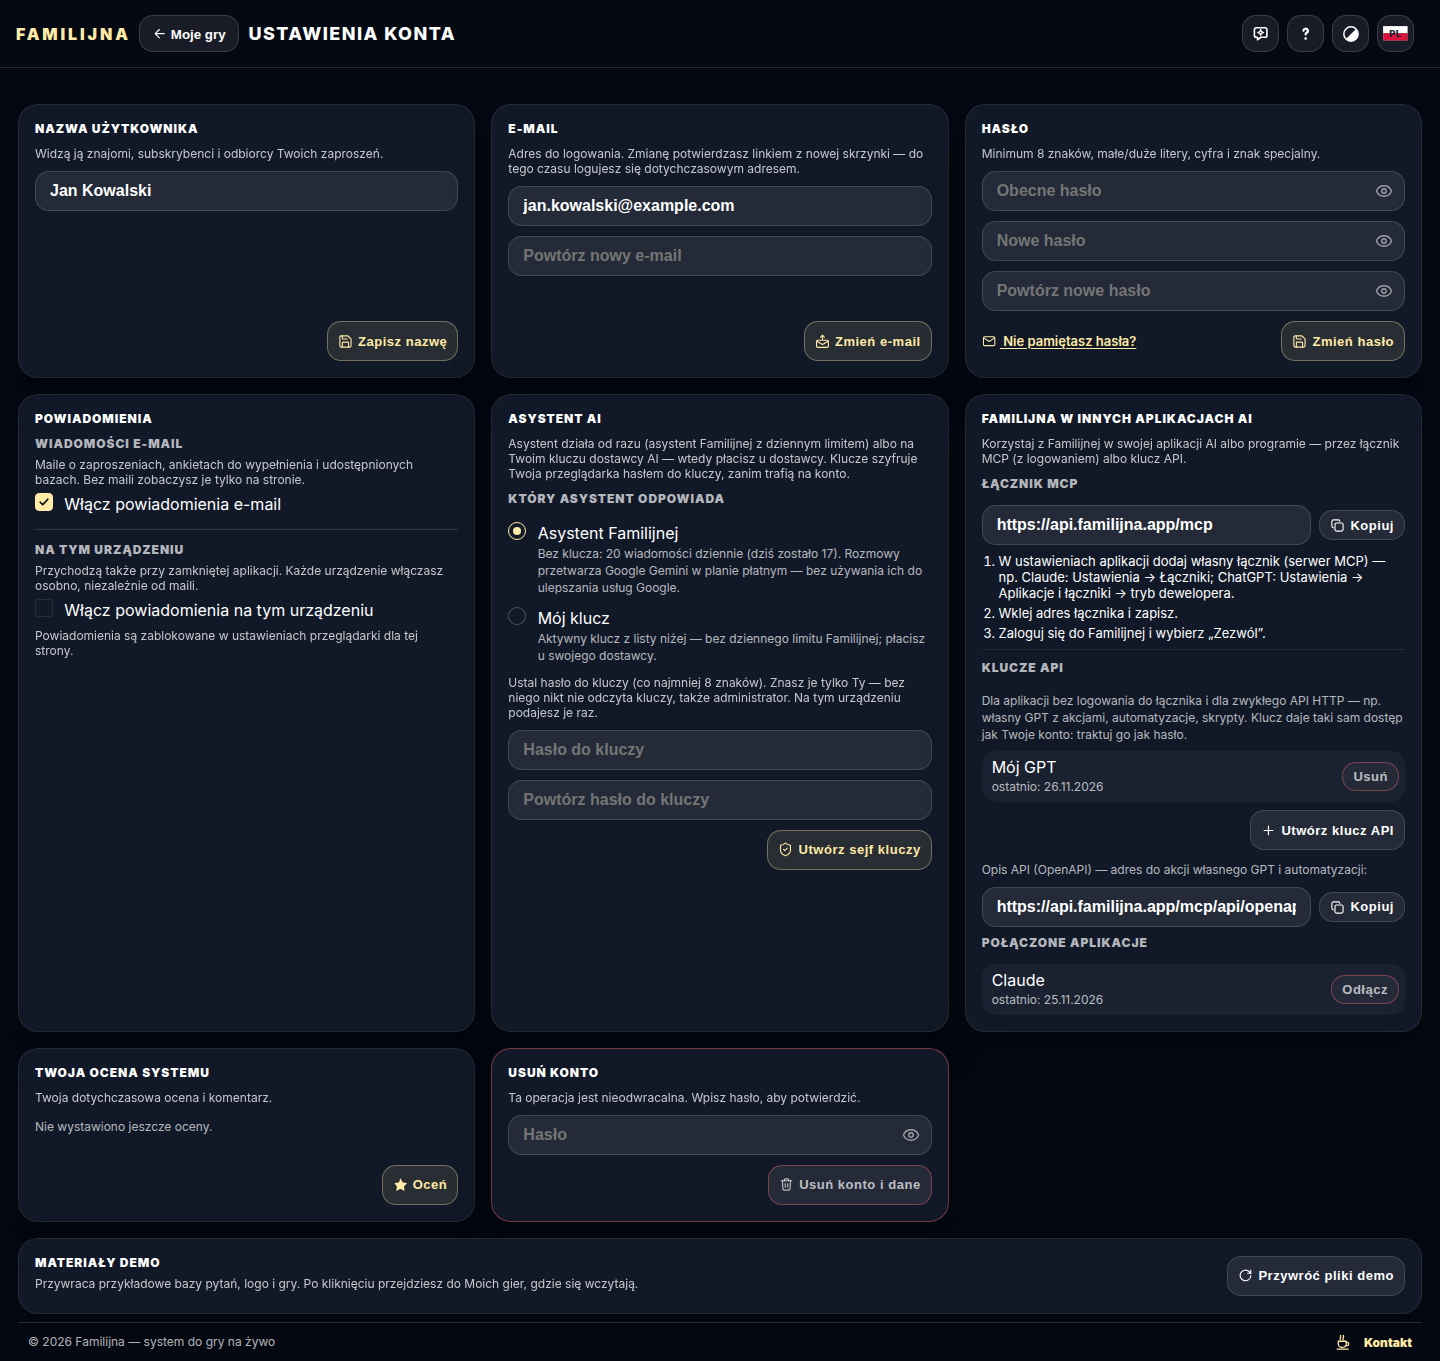 FAMILIJNA
Moje gry
USTAWIENIA KONTA
PL
NAZWA UŻYTKOWNIKA
Widzą ją znajomi, subskrybenci i odbiorcy Twoich zaproszeń.
Jan Kowalski
Zapisz nazwę
E-MAIL
Adres do logowania. Zmianę potwierdzasz linkiem z nowej skrzynki — do
tego czasu logujesz się dotychczasowym adresem.
jan.kowalski@example.com
Powtórz nowy e-mail
Zmień e-mail
HASŁO
Minimum 8 znaków, małe/duże litery, cyfra i znak specjalny.
Obecne hasło
Nowe hasło
Powtórz nowe hasło
Nie pamiętasz hasła?
Zmień hasło
POWIADOMIENIA
WIADOMOŚCI E-MAIL
Maile o zaproszeniach, ankietach do wypełnienia i udostępnionych
bazach. Bez maili zobaczysz je tylko na stronie.
Włącz powiadomienia e-mail
NA TYM URZĄDZENIU
Przychodzą także przy zamkniętej aplikacji. Każde urządzenie włączasz
osobno, niezależnie od maili.
Włącz powiadomienia na tym urządzeniu
Powiadomienia są zablokowane w ustawieniach przeglądarki dla tej
strony.
ASYSTENT AI
Asystent działa od razu (asystent Familijnej z dziennym limitem) albo na
Twoim kluczu dostawcy AI — wtedy płacisz u dostawcy. Klucze szyfruje
Twoja przeglądarka hasłem do kluczy, zanim trafią na konto.
KTÓRY ASYSTENT ODPOWIADA
Asystent Familijnej
Bez klucza: 20 wiadomości dziennie (dziś zostało 17). Rozmowy
przetwarza Google Gemini w planie płatnym — bez używania ich do
ulepszania usług Google.
Mój klucz
Aktywny klucz z listy niżej — bez dziennego limitu Familijnej; płacisz
u swojego dostawcy.
Ustal hasło do kluczy (co najmniej 8 znaków). Znasz je tylko Ty — bez
niego nikt nie odczyta kluczy, także administrator. Na tym urządzeniu
podajesz je raz.
Hasło do kluczy
Powtórz hasło do kluczy
Utwórz sejf kluczy
FAMILIJNA W INNYCH APLIKACJACH AI
Korzystaj z Familijnej w swojej aplikacji AI albo programie — przez łącznik
MCP (z logowaniem) albo klucz API.
ŁĄCZNIK MCP
https://api.familijna.app/mcp
Kopiuj
1. W ustawieniach aplikacji dodaj własny łącznik (serwer MCP) —
np. Claude: Ustawienia → Łączniki; ChatGPT: Ustawienia →
Aplikacje i łączniki → tryb dewelopera.
2. Wklej adres łącznika i zapisz.
3. Zaloguj się do Familijnej i wybierz „Zezwól”.
KLUCZE API
Dla aplikacji bez logowania do łącznika i dla zwykłego API HTTP — np.
własny GPT z akcjami, automatyzacje, skrypty. Klucz daje taki sam dostęp
jak Twoje konto: traktuj go jak hasło.
Mój GPT
ostatnio: 26.11.2026
Usuń
Utwórz klucz API
Opis API (OpenAPI) — adres do akcji własnego GPT i automatyzacji:
https://api.familijna.app/mcp/api/openap
Kopiuj
POŁĄCZONE APLIKACJE
Claude
ostatnio: 25.11.2026
Odłącz
TWOJA OCENA SYSTEMU
Twoja dotychczasowa ocena i komentarz.
Nie wystawiono jeszcze oceny.
Oceń
USUŃ KONTO
Ta operacja jest nieodwracalna. Wpisz hasło, aby potwierdzić.
Hasło
Usuń konto i dane
MATERIAŁY DEMO
Przywraca przykładowe bazy pytań, logo i gry. Po kliknięciu przejdziesz do Moich gier, gdzie się wczytają.
Przywróć pliki demo
© 2026 Familijna — system do gry na żywo
Kontakt